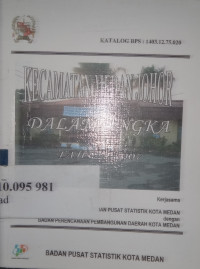 KATALOG BPS : 1403.12.75.020
KECAMATAN MEDAN JOHOR
DALAM ANGKA
10.095 981
ad
Kerjasama
PUSAT STATISTIK KOTA MEDAN
dengan
BADAN PERENCANAAN PEMBANGUNAN DAERAH KOTA MEDAN
BADAN PUSAT STATISTIK KOTA MEDAN